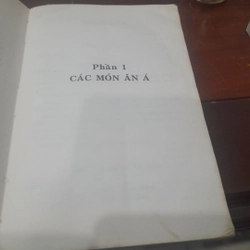 Phần 1
CÁC MÓN ĂN Á